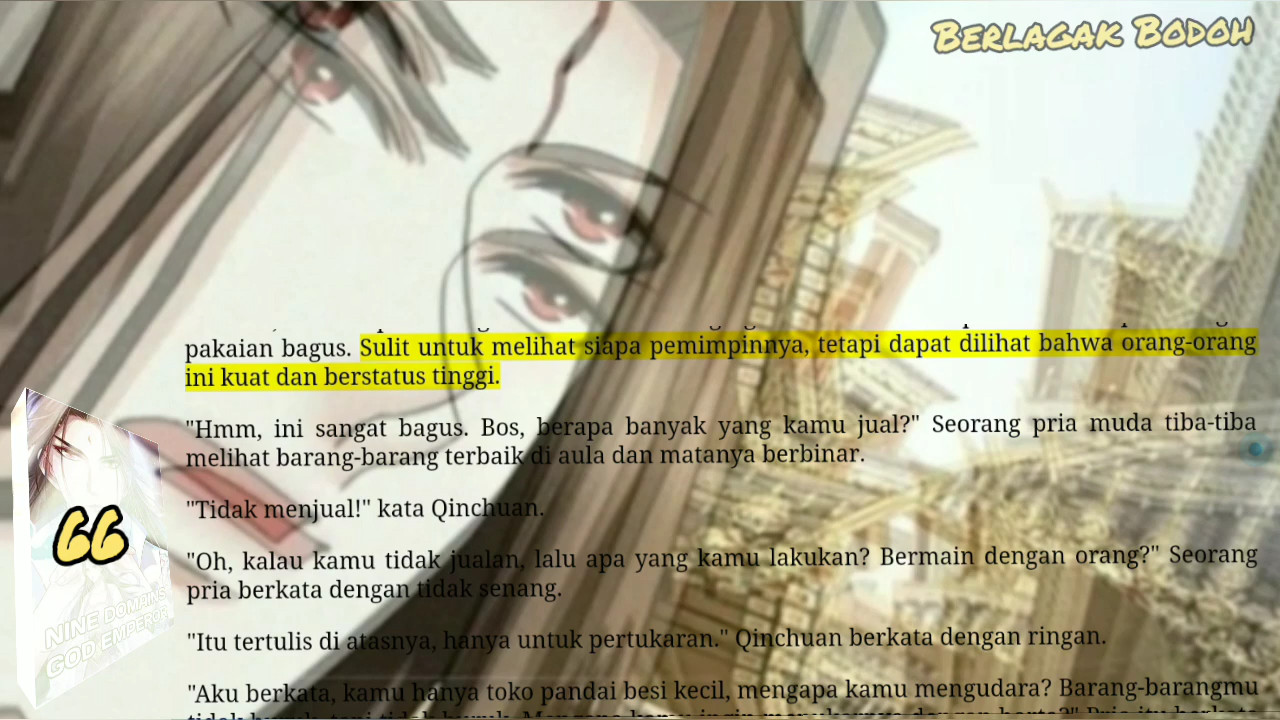 Berlagak Bodoh
pakaian bagus. Sulit untuk melihat siapa pemimpinnya, tetapi dapat dilihat bahwa orang-orang
ini kuat dan berstatus tinggi.
"Hmm, ini sangat bagus. Bos, berapa banyak yang kamu jual?" Seorang pria muda tiba-tiba
melihat barang-barang terbaik di aula dan matanya berbinar.
"Tidak menjual!" kata Qinchuan.
"Oh, kalau kamu tidak jualan, lalu apa yang kamu lakukan? Bermain dengan orang?" Seorang
pria berkata dengan tidak senang.
"Itu tertulis di atasnya, hanya untuk pertukaran." Qinchuan berkata dengan ringan.
"Aku berkata, kamu hanya toko pandai besi kecil, mengapa kamu mengudara? Barang-barangmu
66
NINE DOMAINS
GOD EMPEROR